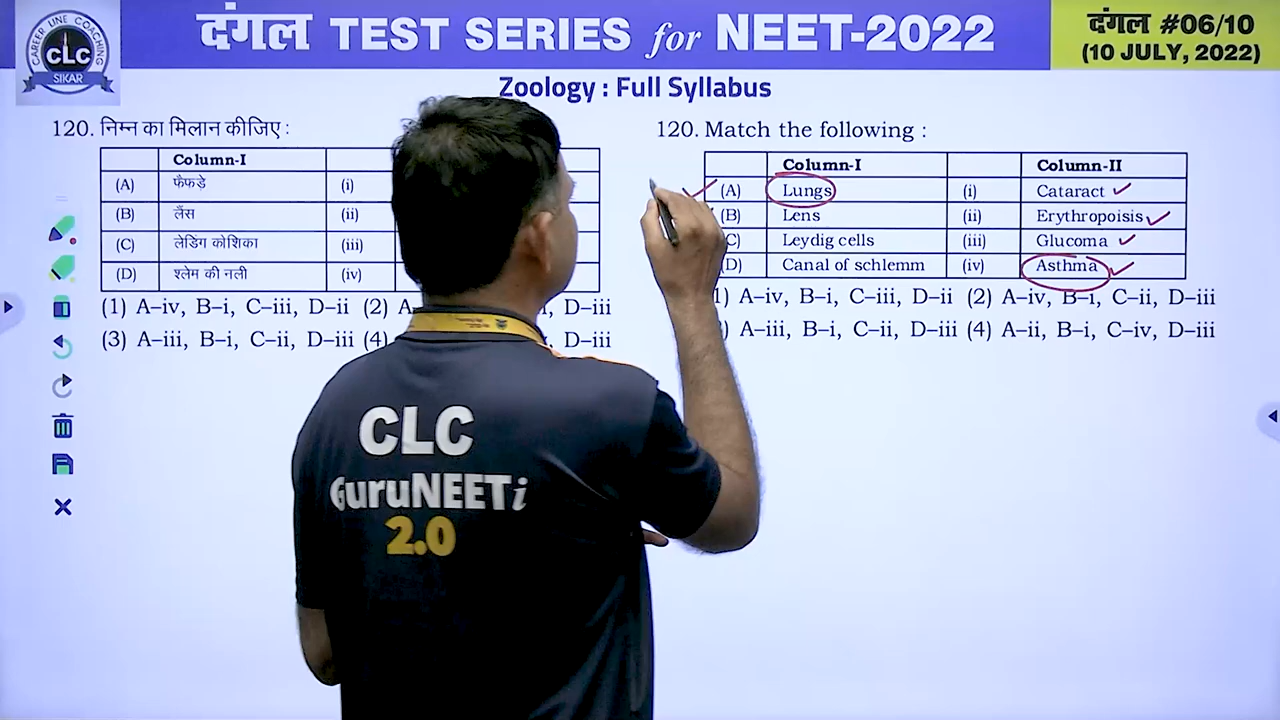 CAREER LINE COACHING
CLC
SIKAR
दंगल TEST SERIES for NEET-2022
दंगल #06/10
(10 JULY, 2022)
Zoology : Full Syllabus
120. निम्न का मिलान कीजिए :
Column-I
(A) फैफड़े (i)
(B) लैंस (ii)
(C) लेडिंग कोशिका (iii)
(D) श्लेम की नली (iv)
(1) A–iv, B–i, C–iii, D–ii (2) A– D–iii
(3) A–iii, B–i, C–ii, D–iii (4) D–iii
120. Match the following :
Column-I Column-II
(A) Lungs (i) Cataract
(B) Lens (ii) Erythropoisis
C) Leydig cells (iii) Glucoma
(D) Canal of schlemm (iv) Asthma
1) A–iv, B–i, C–iii, D–ii (2) A–iv, B–i, C–ii, D–iii
) A–iii, B–i, C–ii, D–iii (4) A–ii, B–i, C–iv, D–iii
CLC
GuruNEETi
2.0